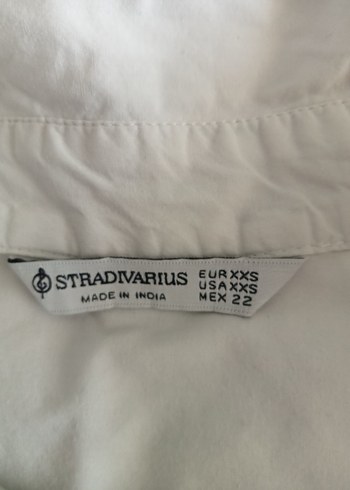 STRADIVARIUS
MADE IN INDIA
EUR XXS
USA XXS
MEX 22